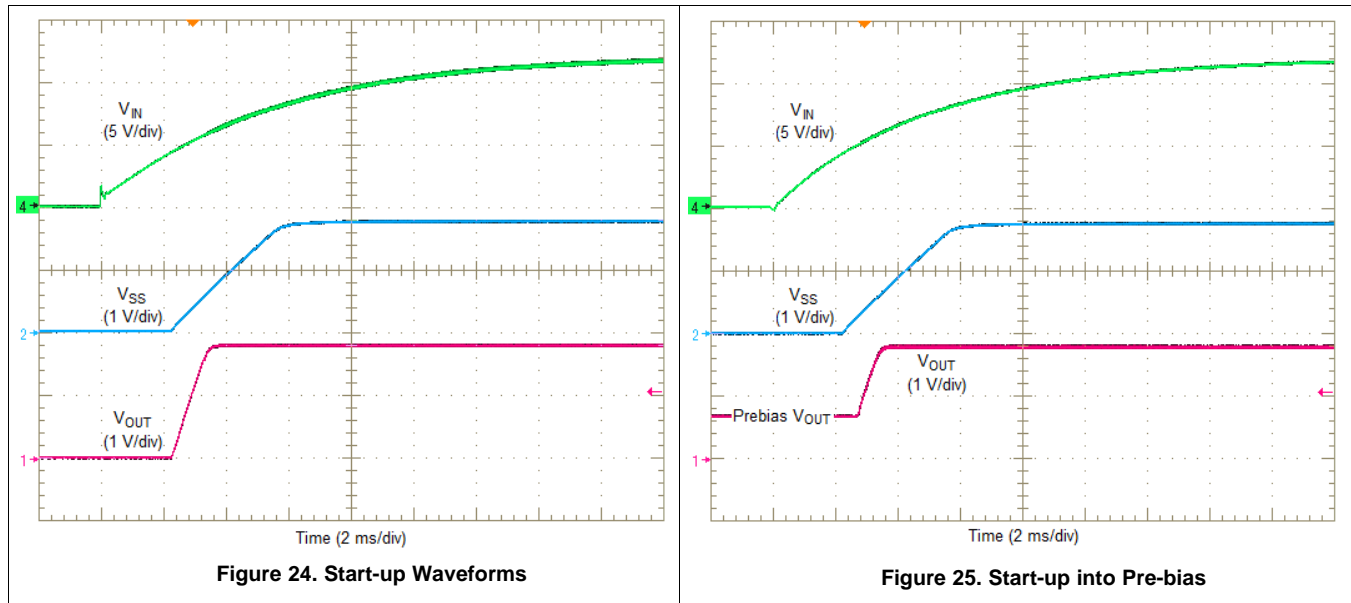 V_IN
(5 V/div)
4
V_SS
(1 V/div)
2
V_OUT
(1 V/div)
1
Time (2 ms/div)
Figure 24. Start-up Waveforms
V_IN
(5 V/div)
4
V_SS
(1 V/div)
2
V_OUT
(1 V/div)
Prebias V_OUT
1
Time (2 ms/div)
Figure 25. Start-up into Pre-bias